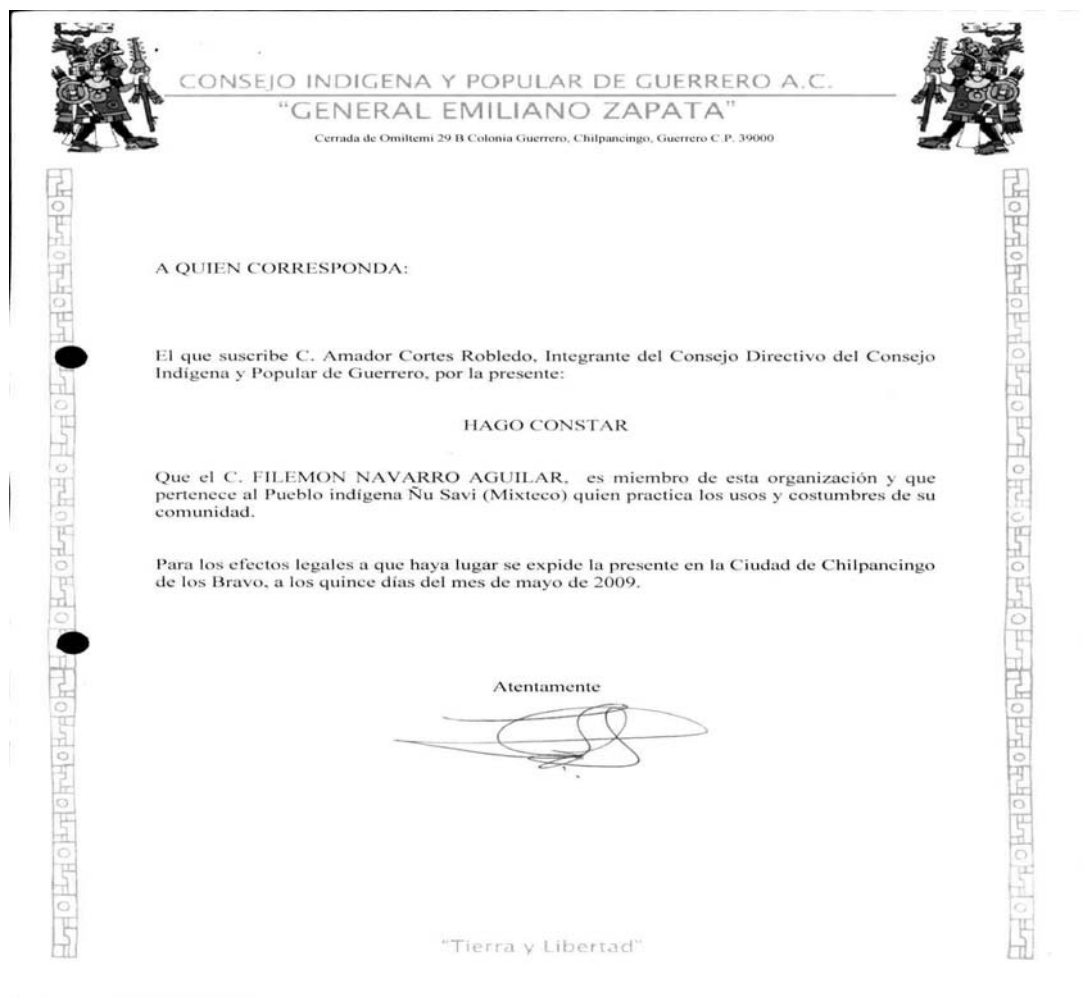 CONSEJO INDIGENA Y POPULAR DE GUERRERO A.C.
"GENERAL EMILIANO ZAPATA"
Cerrada de Omiltemi 29 B Colonia Guerrero, Chilpancingo, Guerrero C.P. 39000
A QUIEN CORRESPONDA:
El que suscribe C. Amador Cortes Robledo, Integrante del Consejo Directivo del Consejo
Indígena y Popular de Guerrero, por la presente:
HAGO CONSTAR
Que el C. FILEMON NAVARRO AGUILAR, es miembro de esta organización y que
pertenece al Pueblo indígena Ñu Savi (Mixteco) quien practica los usos y costumbres de su
comunidad.
Para los efectos legales a que haya lugar se expide la presente en la Ciudad de Chilpancingo
de los Bravo, a los quince días del mes de mayo de 2009.
Atentamente
"Tierra y Libertad"